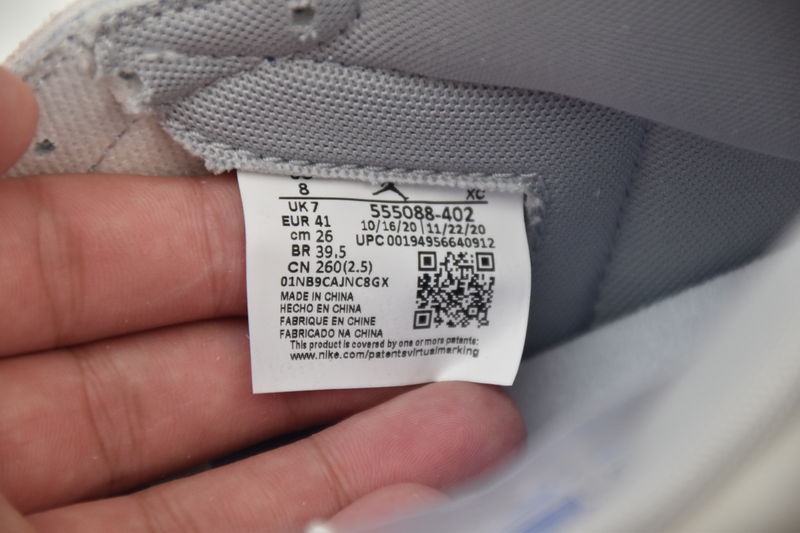 8
XC
UK 7
EUR 41
cm 26
BR 39,5
CN 260(2.5)
555088-402
10/16/20 | 11/22/20
UPC 00194956640912
01NB9CAJNC8GX
MADE IN CHINA
HECHO EN CHINA
FABRIQUE EN CHINE
FABRICADO NA CHINA
This product is covered by one or more patents:
www.nike.com/patentsvirtualmarking